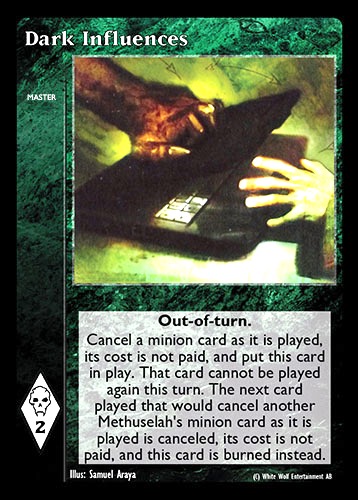 Dark Influences
MASTER
Out-of-turn.
Cancel a minion card as it is played,
its cost is not paid, and put this card
in play. That card cannot be played
again this turn. The next card
played that would cancel another
Methuselah's minion card as it is
played is canceled, its cost is not
paid, and this card is burned instead.
2
Illus: Samuel Araya
(C) White Wolf Entertainment AB